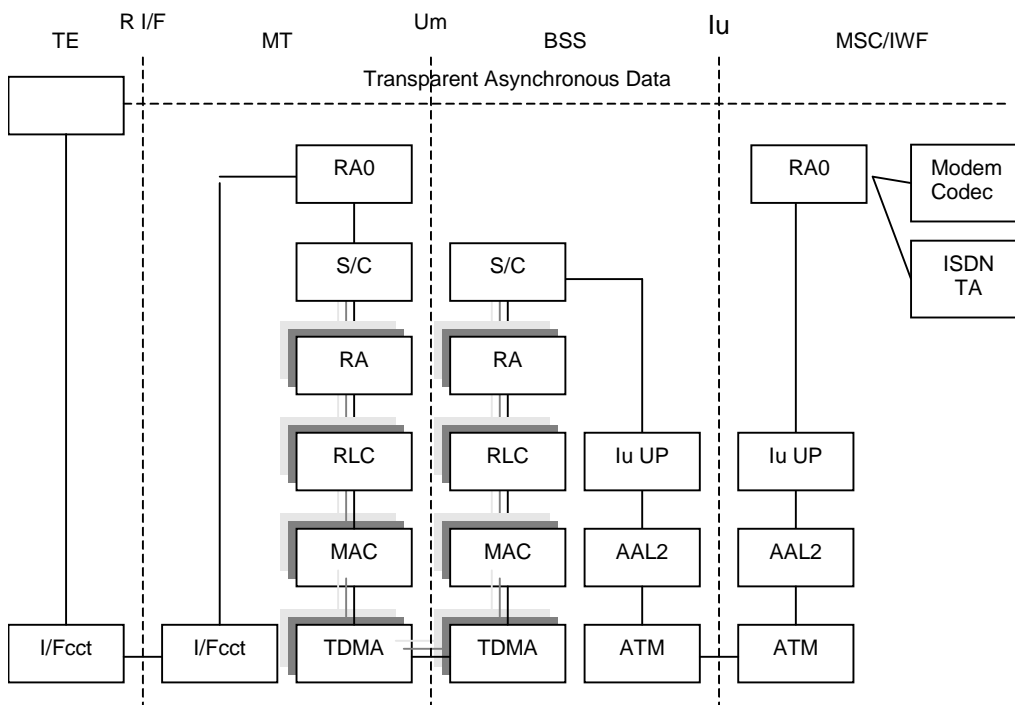 R I/F Um Iu
TE MT BSS MSC/IWF
Transparent Asynchronous Data
RA0 RA0 Modem
Codec
S/C S/C ISDN
TA
RA RA
RLC RLC Iu UP Iu UP
MAC MAC AAL2 AAL2
I/Fcct I/Fcct TDMA TDMA ATM ATM